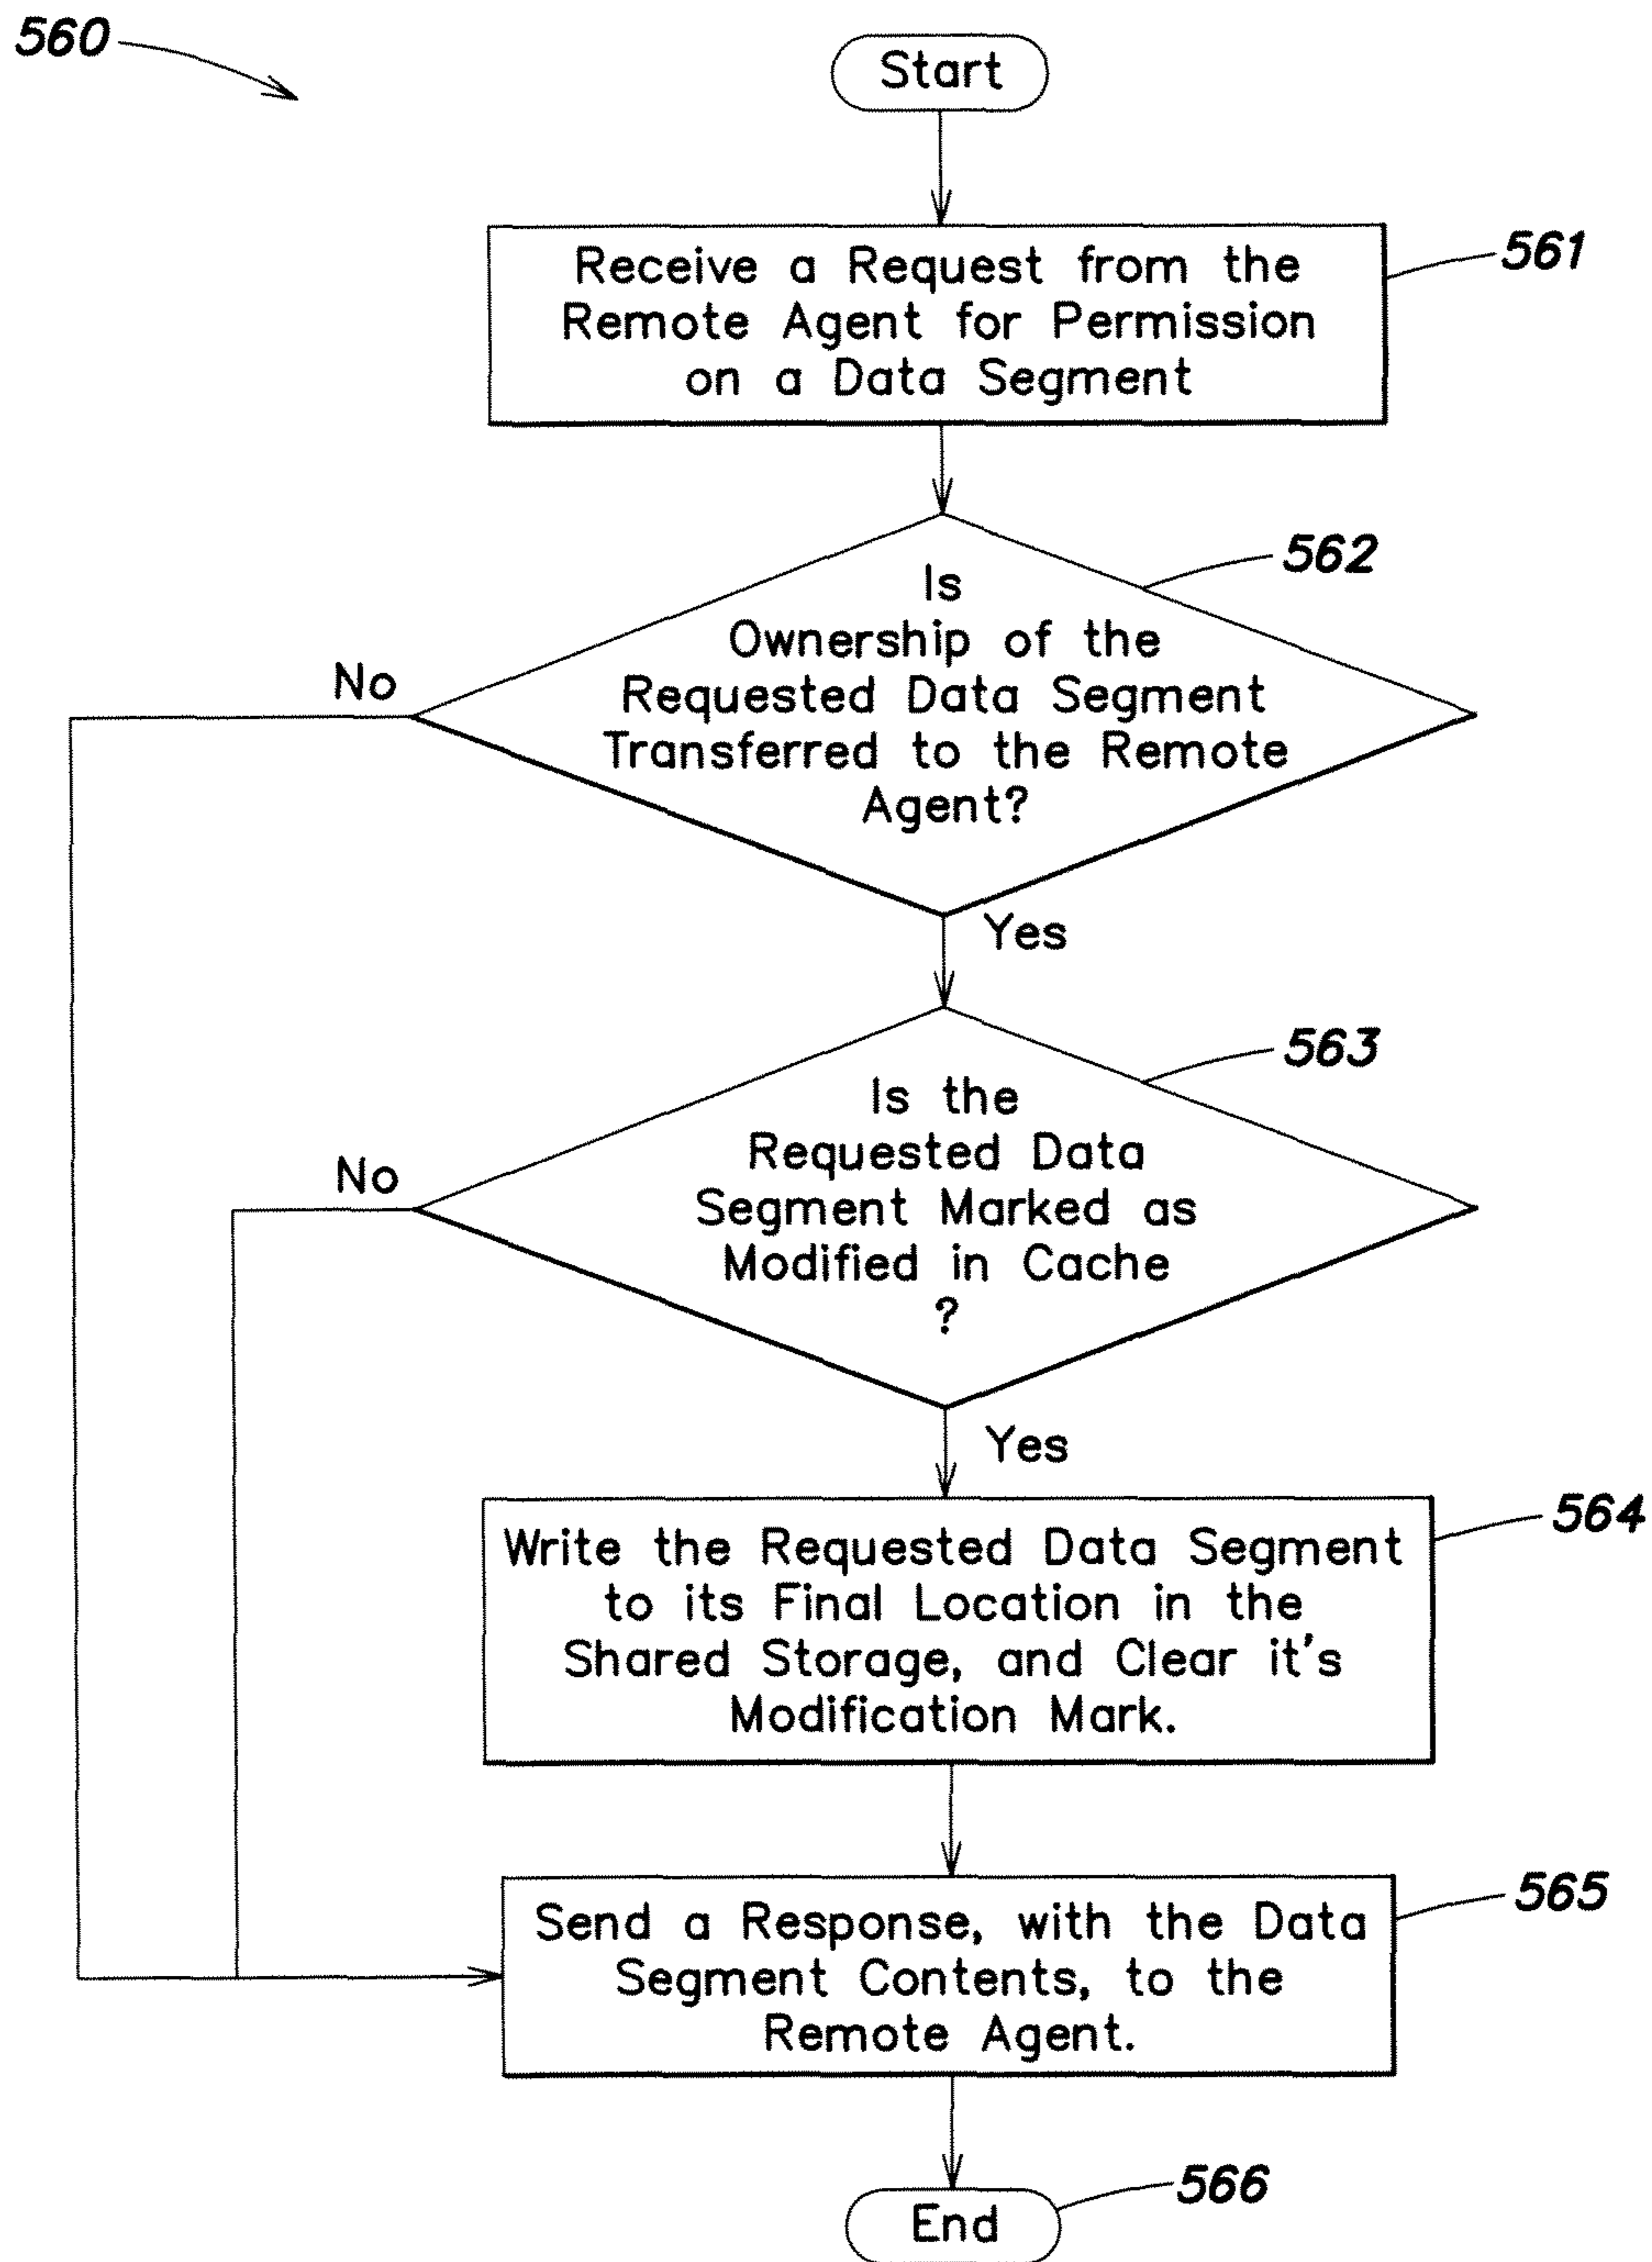 560
Start
Receive a Request from the
Remote Agent for Permission
on a Data Segment
561
Is
Ownership of the
Requested Data Segment
Transferred to the Remote
Agent?
562
No
Yes
Is the
Requested Data
Segment Marked as
Modified in Cache
?
563
No
Yes
Write the Requested Data Segment
to its Final Location in the
Shared Storage, and Clear it's
Modification Mark.
564
Send a Response, with the Data
Segment Contents, to the
Remote Agent.
565
End
566